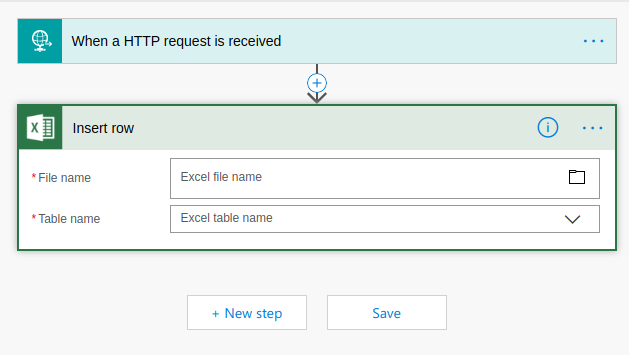 When a HTTP request is received
Insert row
* File name
Excel file name
* Table name
Excel table name
+ New step
Save